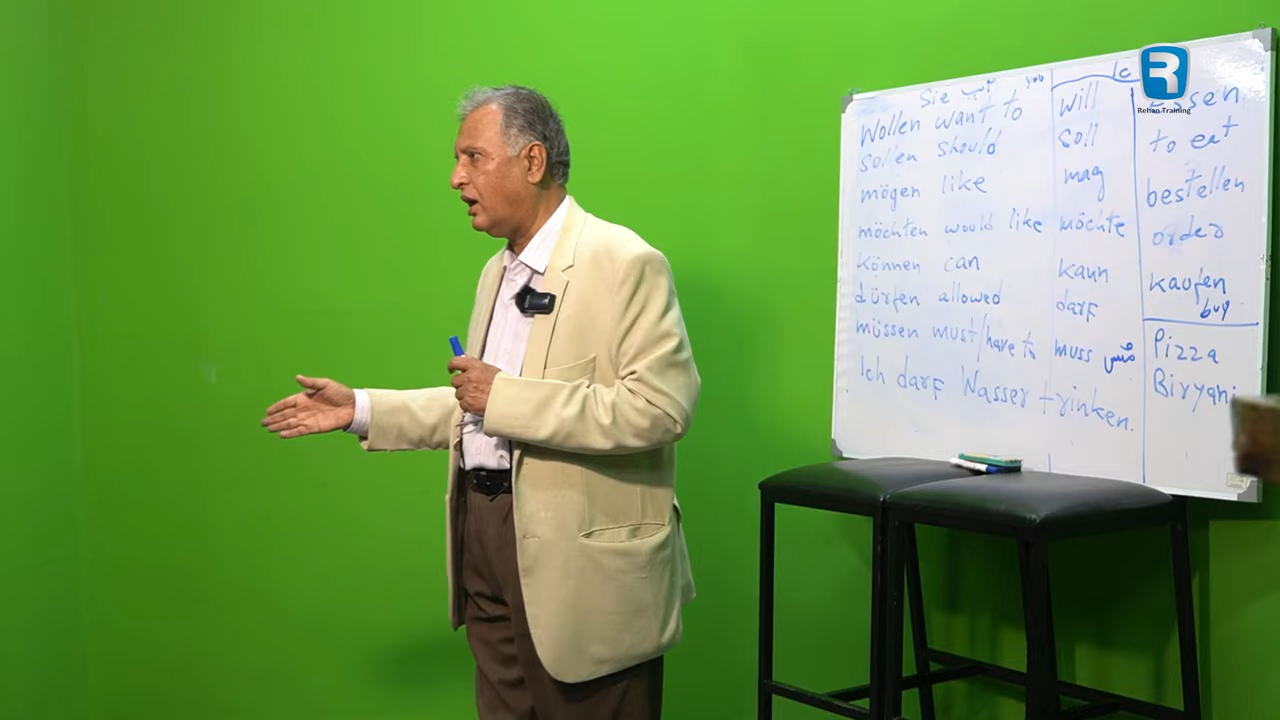 Sie آپ you
Wollen want to
sollen should
mögen like
möchten would like
können can
dürfen allowed
müssen must/have to
Ich darf Wasser trinken.
will
soll
mag
möchte
kann
darf
muss مُس
to eat
bestellen
order
kaufen
buy
Pizza
Biryani
R
Rehan Training